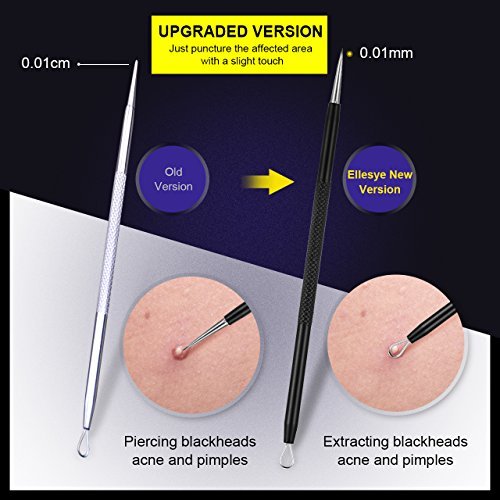 UPGRADED VERSION
Just puncture the affected area
with a slight touch
0.01cm
0.01mm
Old
Version
Ellesye New
Version
Piercing blackheads
acne and pimples
Extracting blackheads
acne and pimples